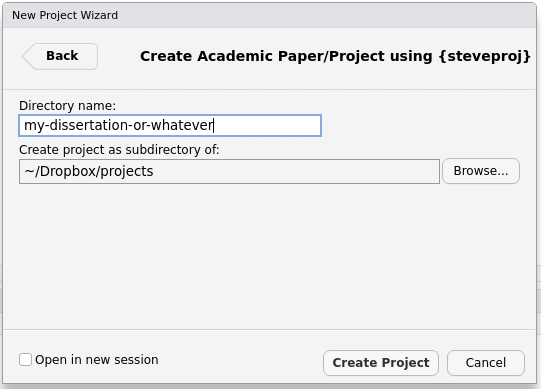 New Project Wizard
Back
Create Academic Paper/Project using {steveproj}
Directory name:
my-dissertation-or-whatever
Create project as subdirectory of:
~/Dropbox/projects
Browse...
Open in new session
Create Project
Cancel